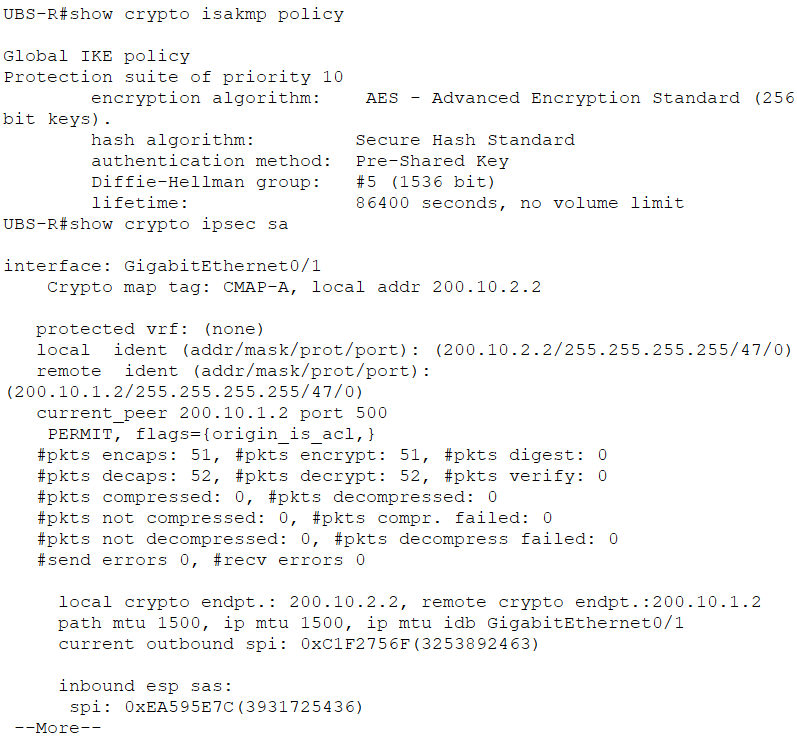 UBS-R#show crypto isakmp policy
Global IKE policy
Protection suite of priority 10
encryption algorithm: AES - Advanced Encryption Standard (256
bit keys).
hash algorithm: Secure Hash Standard
authentication method: Pre-Shared Key
Diffie-Hellman group: #5 (1536 bit)
lifetime: 86400 seconds, no volume limit
UBS-R#show crypto ipsec sa
interface: GigabitEthernet0/1
Crypto map tag: CMAP-A, local addr 200.10.2.2
protected vrf: (none)
local ident (addr/mask/prot/port): (200.10.2.2/255.255.255.255/47/0)
remote ident (addr/mask/prot/port):
(200.10.1.2/255.255.255.255/47/0)
current_peer 200.10.1.2 port 500
PERMIT, flags={origin_is_acl,}
#pkts encaps: 51, #pkts encrypt: 51, #pkts digest: 0
#pkts decaps: 52, #pkts decrypt: 52, #pkts verify: 0
#pkts compressed: 0, #pkts decompressed: 0
#pkts not compressed: 0, #pkts compr. failed: 0
#pkts not decompressed: 0, #pkts decompress failed: 0
#send errors 0, #recv errors 0
local crypto endpt.: 200.10.2.2, remote crypto endpt.:200.10.1.2
path mtu 1500, ip mtu 1500, ip mtu idb GigabitEthernet0/1
current outbound spi: 0xC1F2756F(3253892463)
inbound esp sas:
spi: 0xEA595E7C(3931725436)
--More--